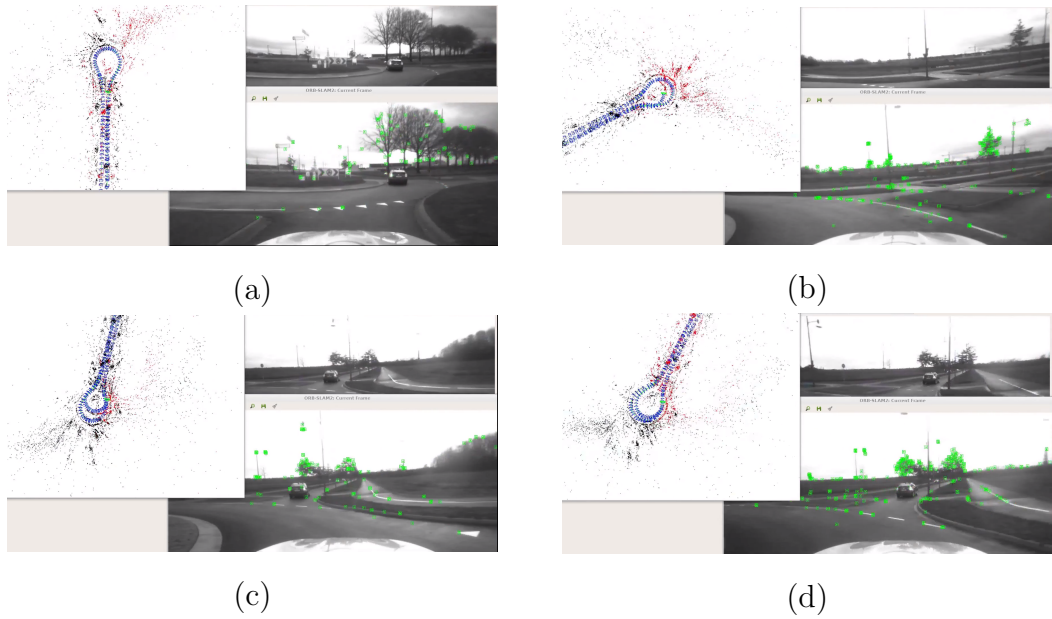 ORB-SLAM2: Current Frame
ORB-SLAM2: Current Frame
(a)
(b)
ORB-SLAM2: Current Frame
ORB-SLAM2: Current Frame
(c)
(d)